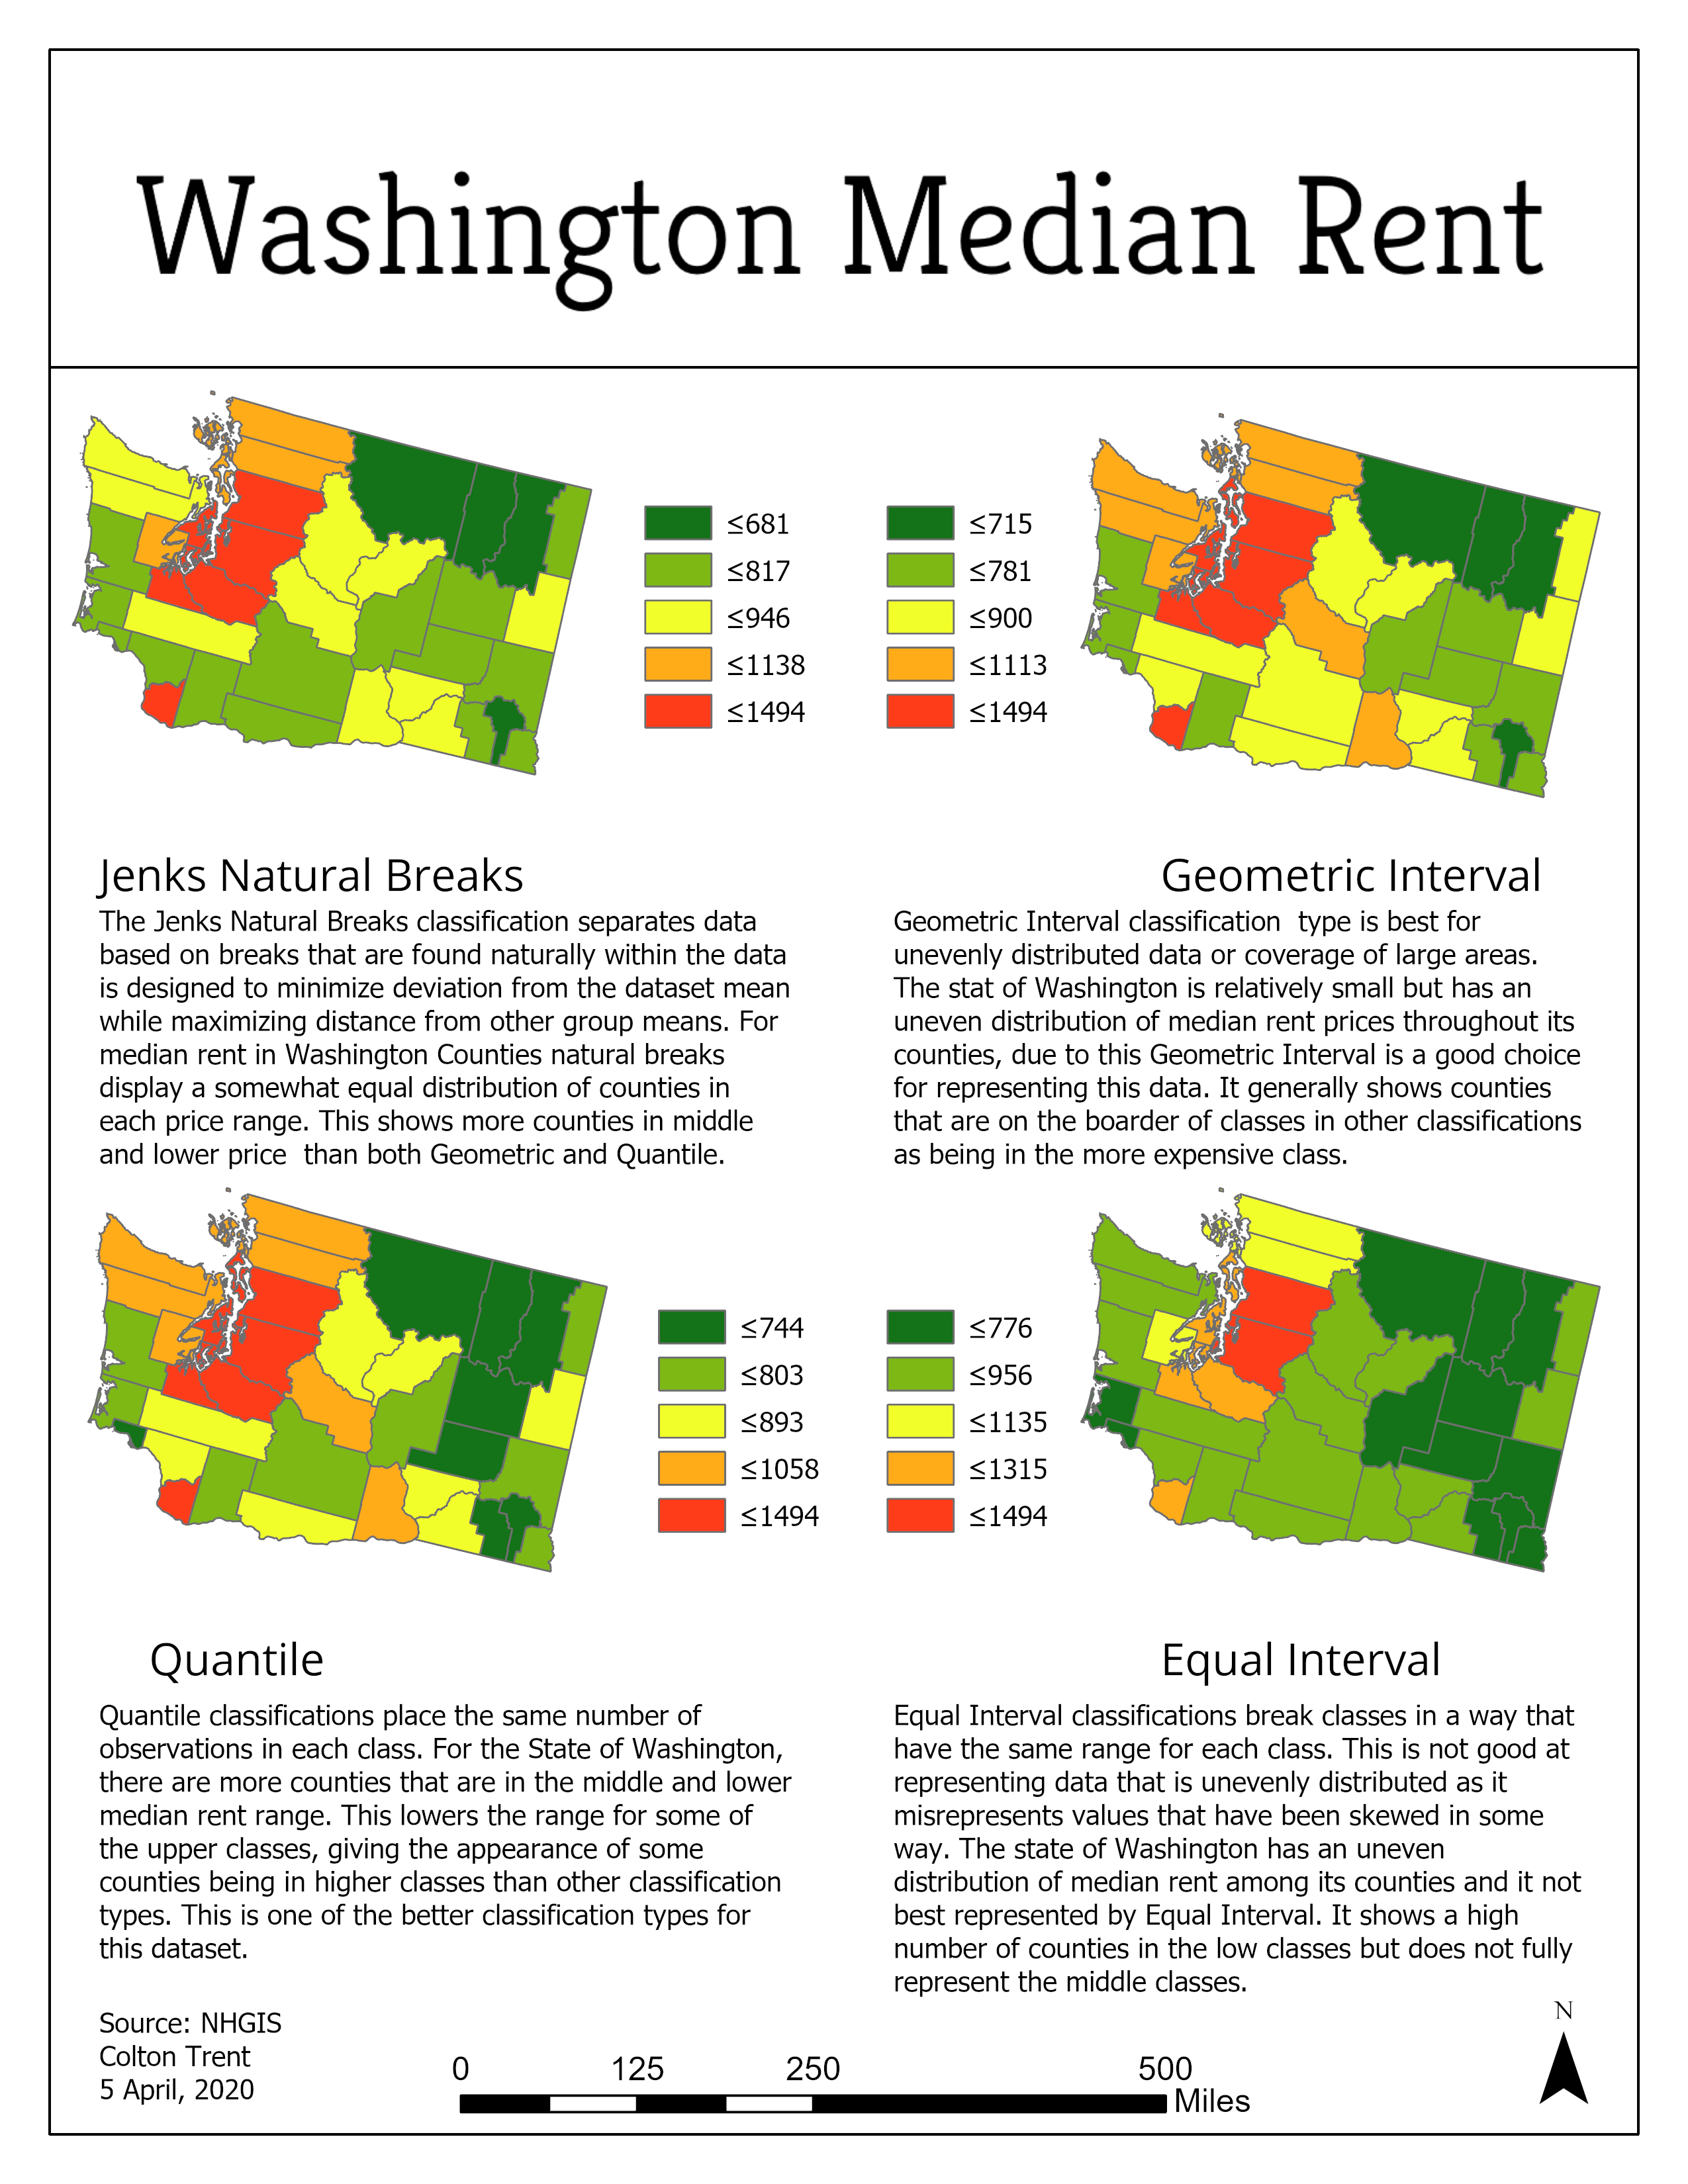 Washington Median Rent
≤681
≤817
≤946
≤1138
≤1494
≤715
≤781
≤900
≤1113
≤1494
Jenks Natural Breaks
The Jenks Natural Breaks classification separates data
based on breaks that are found naturally within the data
is designed to minimize deviation from the dataset mean
while maximizing distance from other group means. For
median rent in Washington Counties natural breaks
display a somewhat equal distribution of counties in
each price range. This shows more counties in middle
and lower price  than both Geometric and Quantile.
Geometric Interval
Geometric Interval classification  type is best for
unevenly distributed data or coverage of large areas.
The stat of Washington is relatively small but has an
uneven distribution of median rent prices throughout its
counties, due to this Geometric Interval is a good choice
for representing this data. It generally shows counties
that are on the boarder of classes in other classifications
as being in the more expensive class.
≤744
≤803
≤893
≤1058
≤1494
≤776
≤956
≤1135
≤1315
≤1494
Quantile
Quantile classifications place the same number of
observations in each class. For the State of Washington,
there are more counties that are in the middle and lower
median rent range. This lowers the range for some of
the upper classes, giving the appearance of some
counties being in higher classes than other classification
types. This is one of the better classification types for
this dataset.
Equal Interval
Equal Interval classifications break classes in a way that
have the same range for each class. This is not good at
representing data that is unevenly distributed as it
misrepresents values that have been skewed in some
way. The state of Washington has an uneven
distribution of median rent among its counties and it not
best represented by Equal Interval. It shows a high
number of counties in the low classes but does not fully
represent the middle classes.
Source: NHGIS
Colton Trent
5 April, 2020
0 125 250 500
Miles
N